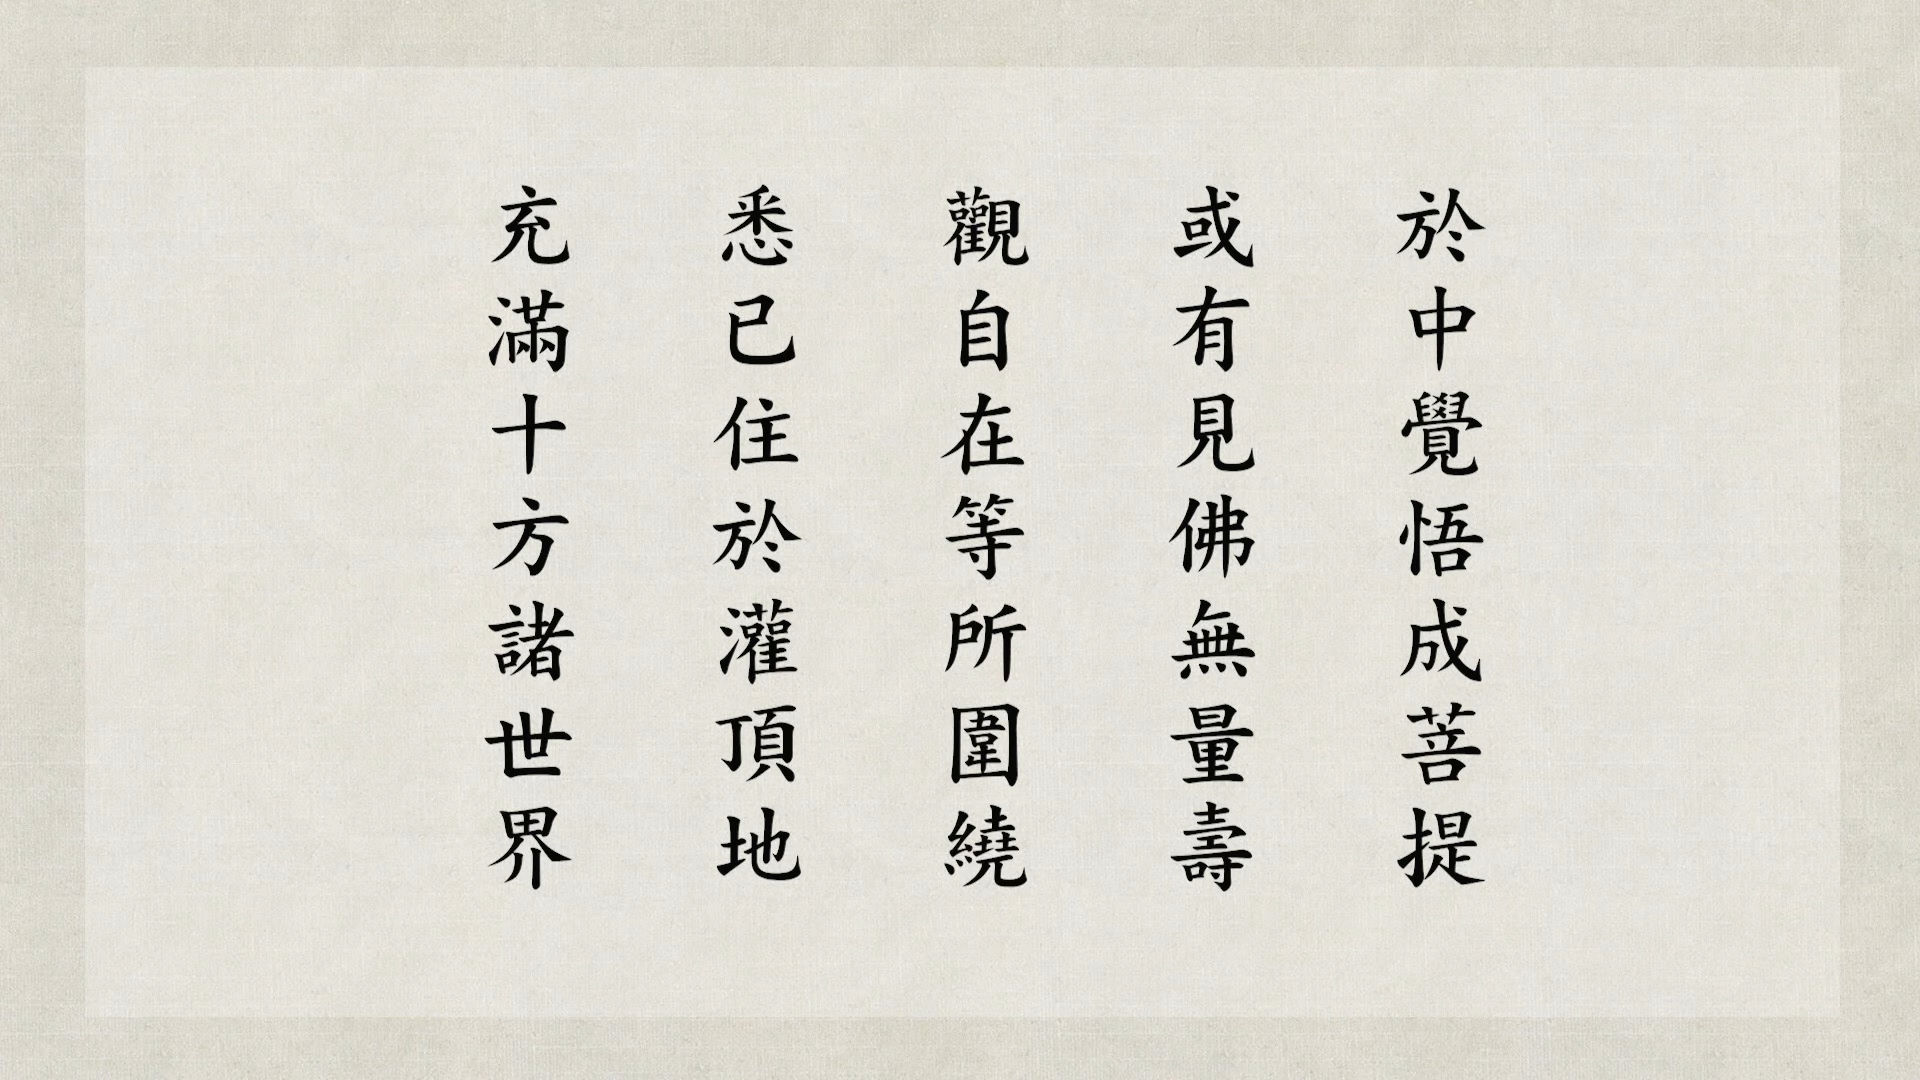 於中覺悟成菩提
或有見佛無量壽
觀自在等所圍繞
悉已住於灌頂地
充滿十方諸世界